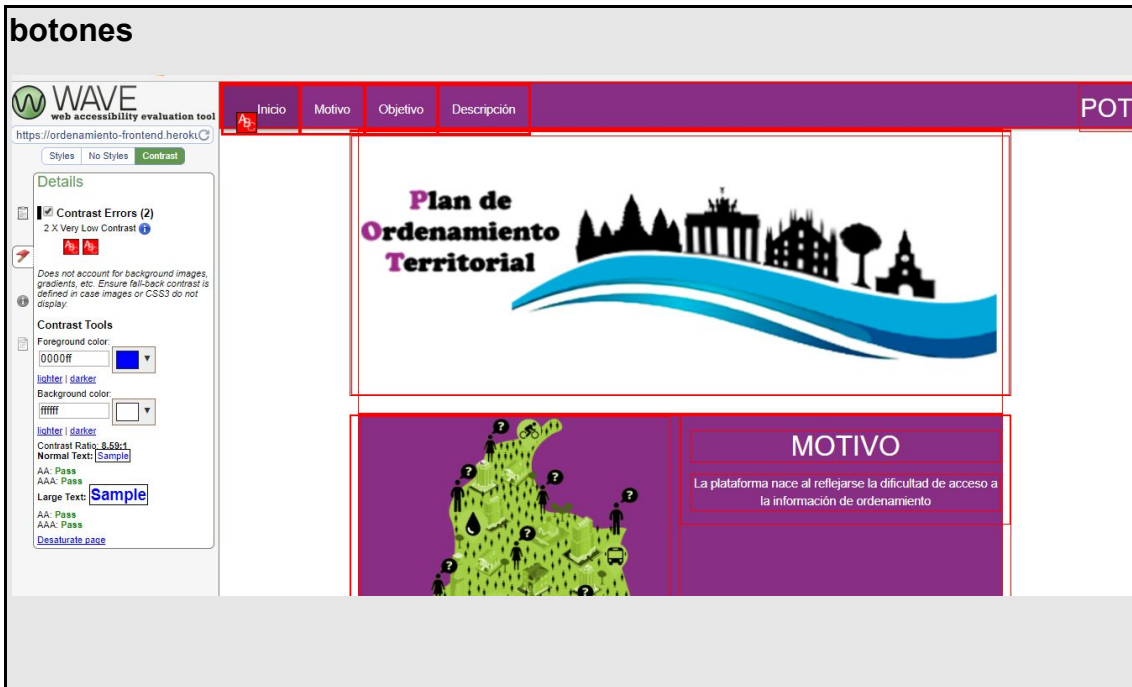 botones
WAVE
web accessibility evaluation tool
https://ordenamiento-frontend.heroku
Styles No Styles Contrast
Details
Contrast Errors (2)
2 X Very Low Contrast
Does not account for background images,
gradients, etc. Ensure fall-back contrast is
defined in case images or CSS3 do not
display.
Contrast Tools
Foreground color:
0000ff
lighter | darker
Background color:
ffffff
lighter | darker
Contrast Ratio: 8.59:1
Normal Text: Sample
AA: Pass
AAA: Pass
Large Text: Sample
AA: Pass
AAA: Pass
Desaturate page
Inicio Motivo Objetivo Descripción
POT
Plan de
Ordenamiento
Territorial
MOTIVO
La plataforma nace al reflejarse la dificultad de acceso a
la información de ordenamiento